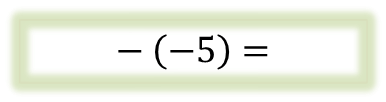 − (−5) =